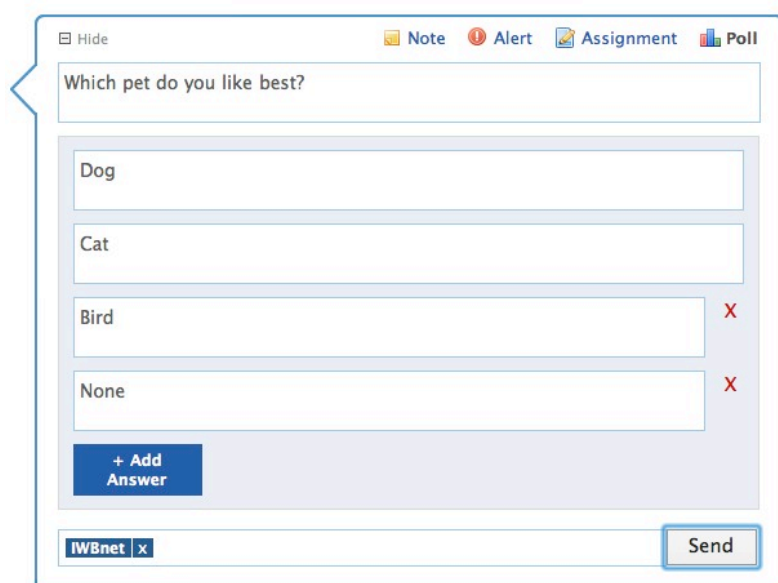 Hide Note Alert Assignment Poll
Which pet do you like best?
Dog
Cat
Bird X
None X
+ Add
Answer
IWBnet x Send